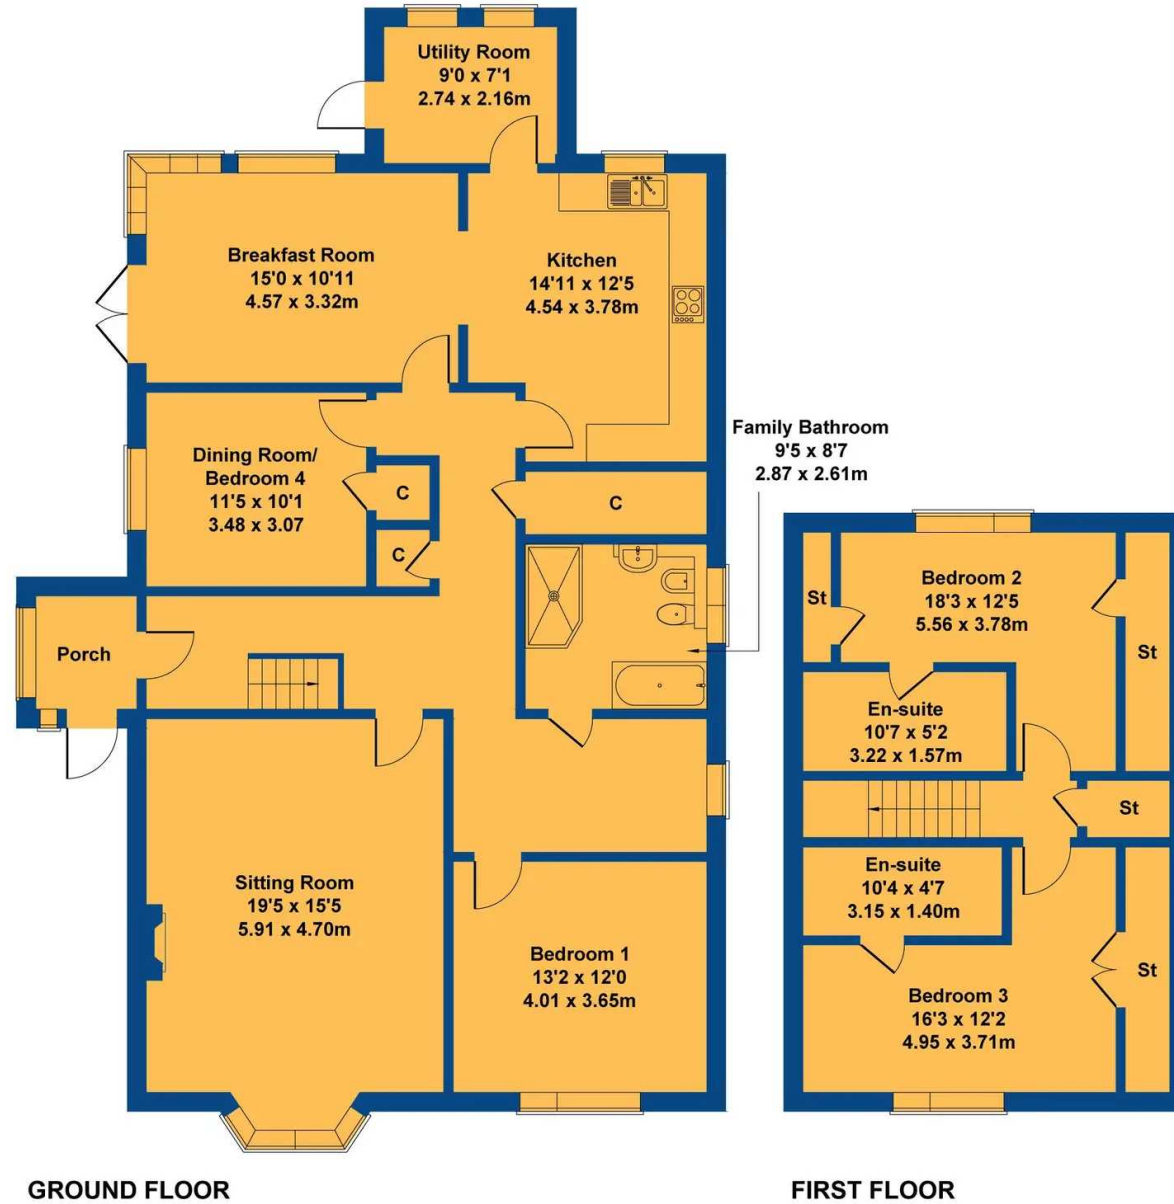 Utility Room
9'0 x 7'1
2.74 x 2.16m
Breakfast Room
15'0 x 10'11
4.57 x 3.32m
Kitchen
14'11 x 12'5
4.54 x 3.78m
Dining Room/
Bedroom 4
11'5 x 10'1
3.48 x 3.07
C
C
C
Family Bathroom
9'5 x 8'7
2.87 x 2.61m
Porch
Sitting Room
19'5 x 15'5
5.91 x 4.70m
Bedroom 1
13'2 x 12'0
4.01 x 3.65m
GROUND FLOOR
St
Bedroom 2
18'3 x 12'5
5.56 x 3.78m
St
En-suite
10'7 x 5'2
3.22 x 1.57m
St
En-suite
10'4 x 4'7
3.15 x 1.40m
St
Bedroom 3
16'3 x 12'2
4.95 x 3.71m
FIRST FLOOR